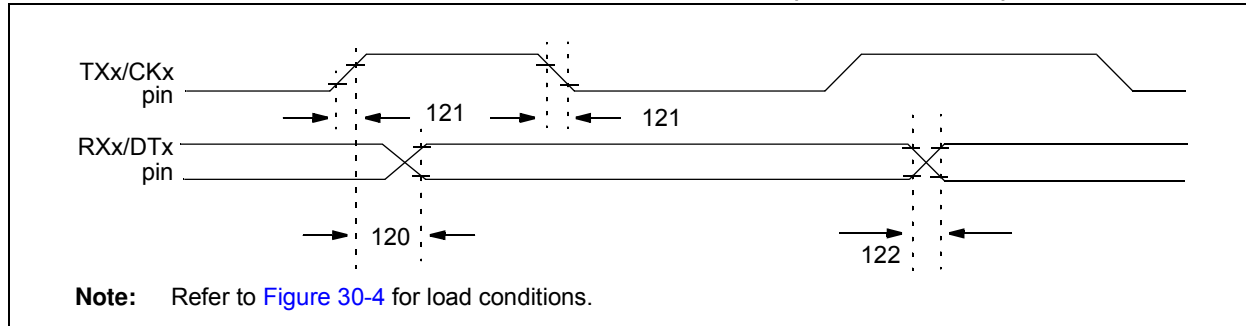 TXx/CKx
pin
121
121
RXx/DTx
pin
120
122
Note: Refer to Figure 30-4 for load conditions.